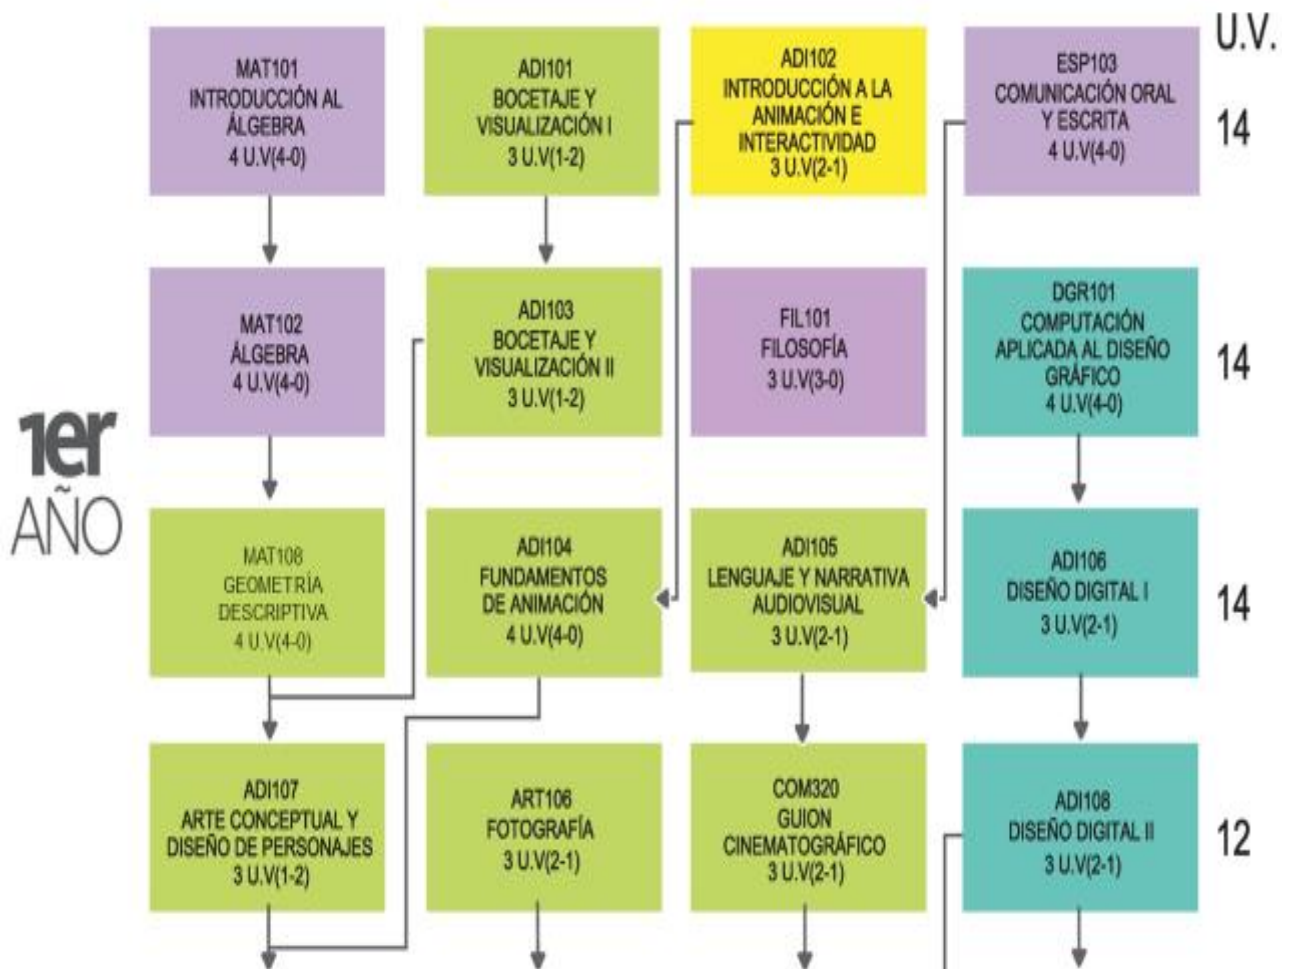 U.V.
MAT101
INTRODUCCIÓN AL
ÁLGEBRA
4 U.V(4-0)
ADI101
BOCETAJE Y
VISUALIZACIÓN I
3 U.V(1-2)
ADI102
INTRODUCCIÓN A LA
ANIMACIÓN E
INTERACTIVIDAD
3 U.V(2-1)
ESP103
COMUNICACIÓN ORAL
Y ESCRITA
4 U.V(4-0)
14
MAT102
ÁLGEBRA
4 U.V(4-0)
ADI103
BOCETAJE Y
VISUALIZACIÓN II
3 U.V(1-2)
FIL101
FILOSOFÍA
3 U.V(3-0)
DGR101
COMPUTACIÓN
APLICADA AL DISEÑO
GRÁFICO
4 U.V(4-0)
14
1er
AÑO
MAT108
GEOMETRÍA
DESCRIPTIVA
4 U.V(4-0)
ADI104
FUNDAMENTOS
DE ANIMACIÓN
4 U.V(4-0)
ADI105
LENGUAJE Y NARRATIVA
AUDIOVISUAL
3 U.V(2-1)
ADI106
DISEÑO DIGITAL I
3 U.V(2-1)
14
ADI107
ARTE CONCEPTUAL Y
DISEÑO DE PERSONAJES
3 U.V(1-2)
ART106
FOTOGRAFÍA
3 U.V(2-1)
COM320
GUION
CINEMATOGRÁFICO
3 U.V(2-1)
ADI108
DISEÑO DIGITAL II
3 U.V(2-1)
12